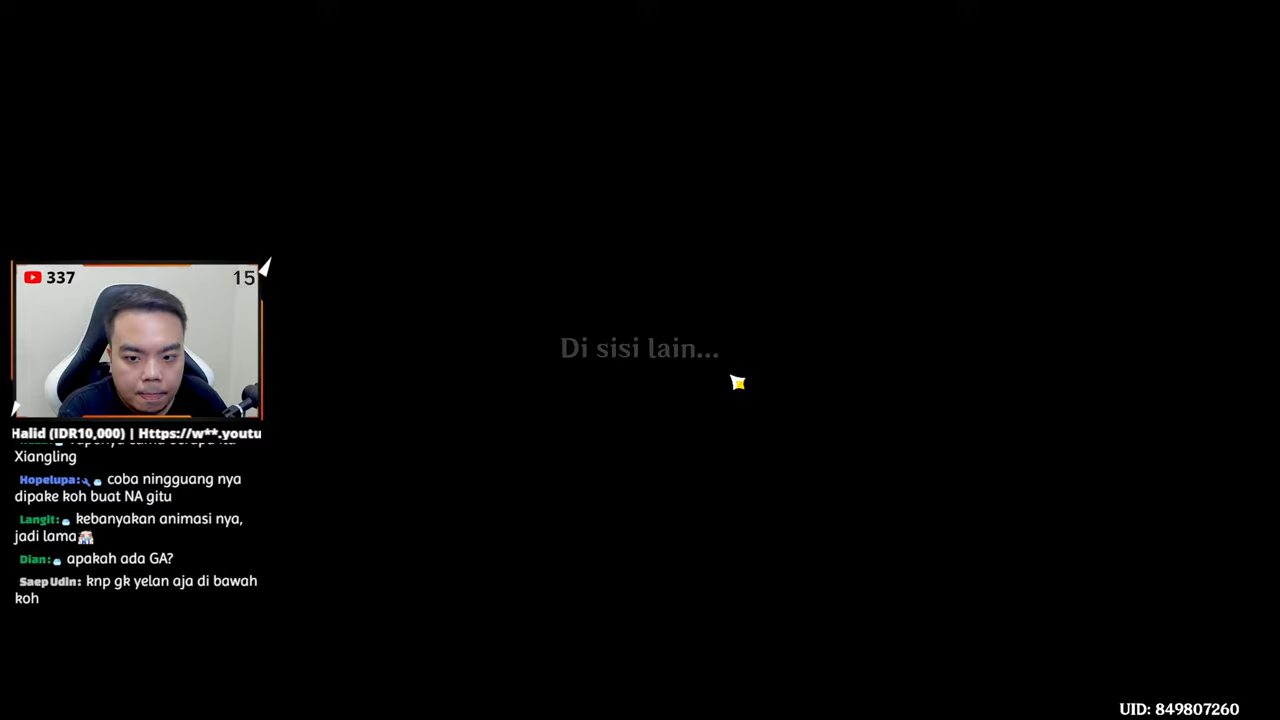 337
15
Di sisi lain...
Halid (IDR10,000) | Https://w**.youtu
Xiangling
Hopelupa: coba ningguang nya
dipake koh buat NA gitu
Langit: kebanyakan animasi nya,
jadi lama
Dian: apakah ada GA?
Saep Udin: knp gk yelan aja di bawah
koh
UID: 849807260